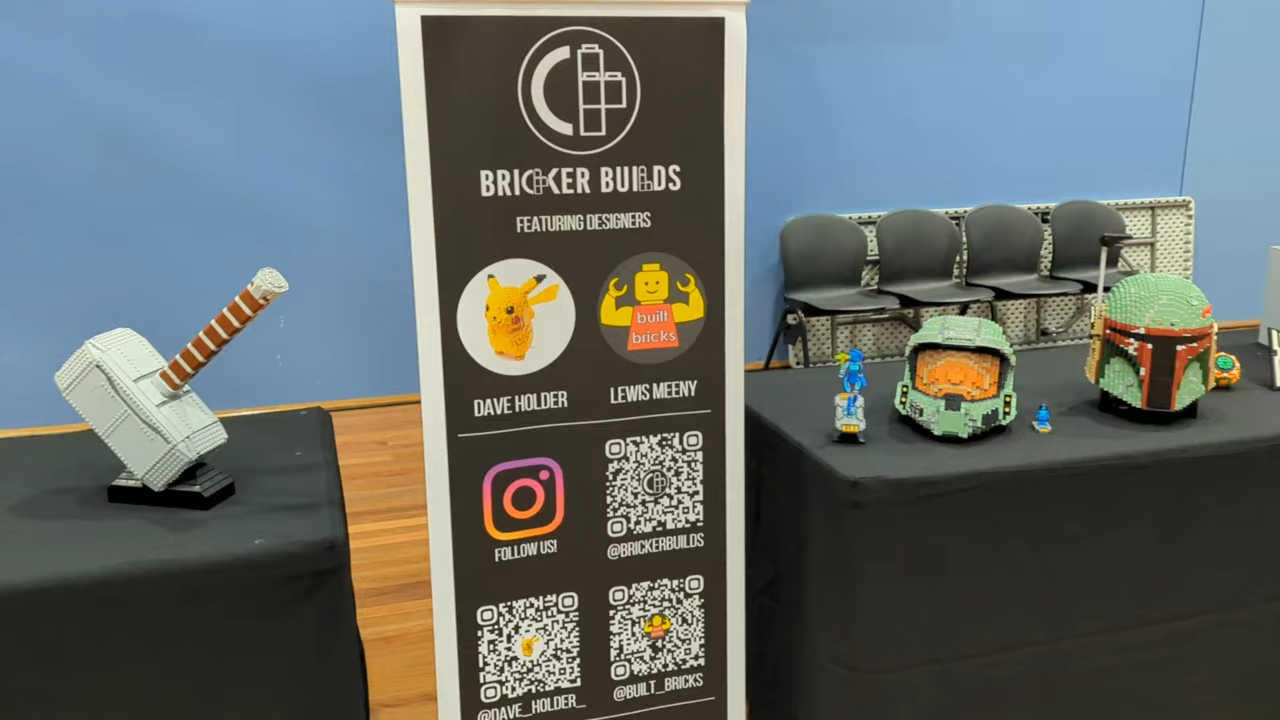 BRICKER BUILDS
FEATURING DESIGNERS
built
bricks
DAVE HOLDER
LEWIS MEENY
FOLLOW US!
@BRICKERBUILDS
@DAVE_HOLDER_
@BUILT_BRICKS